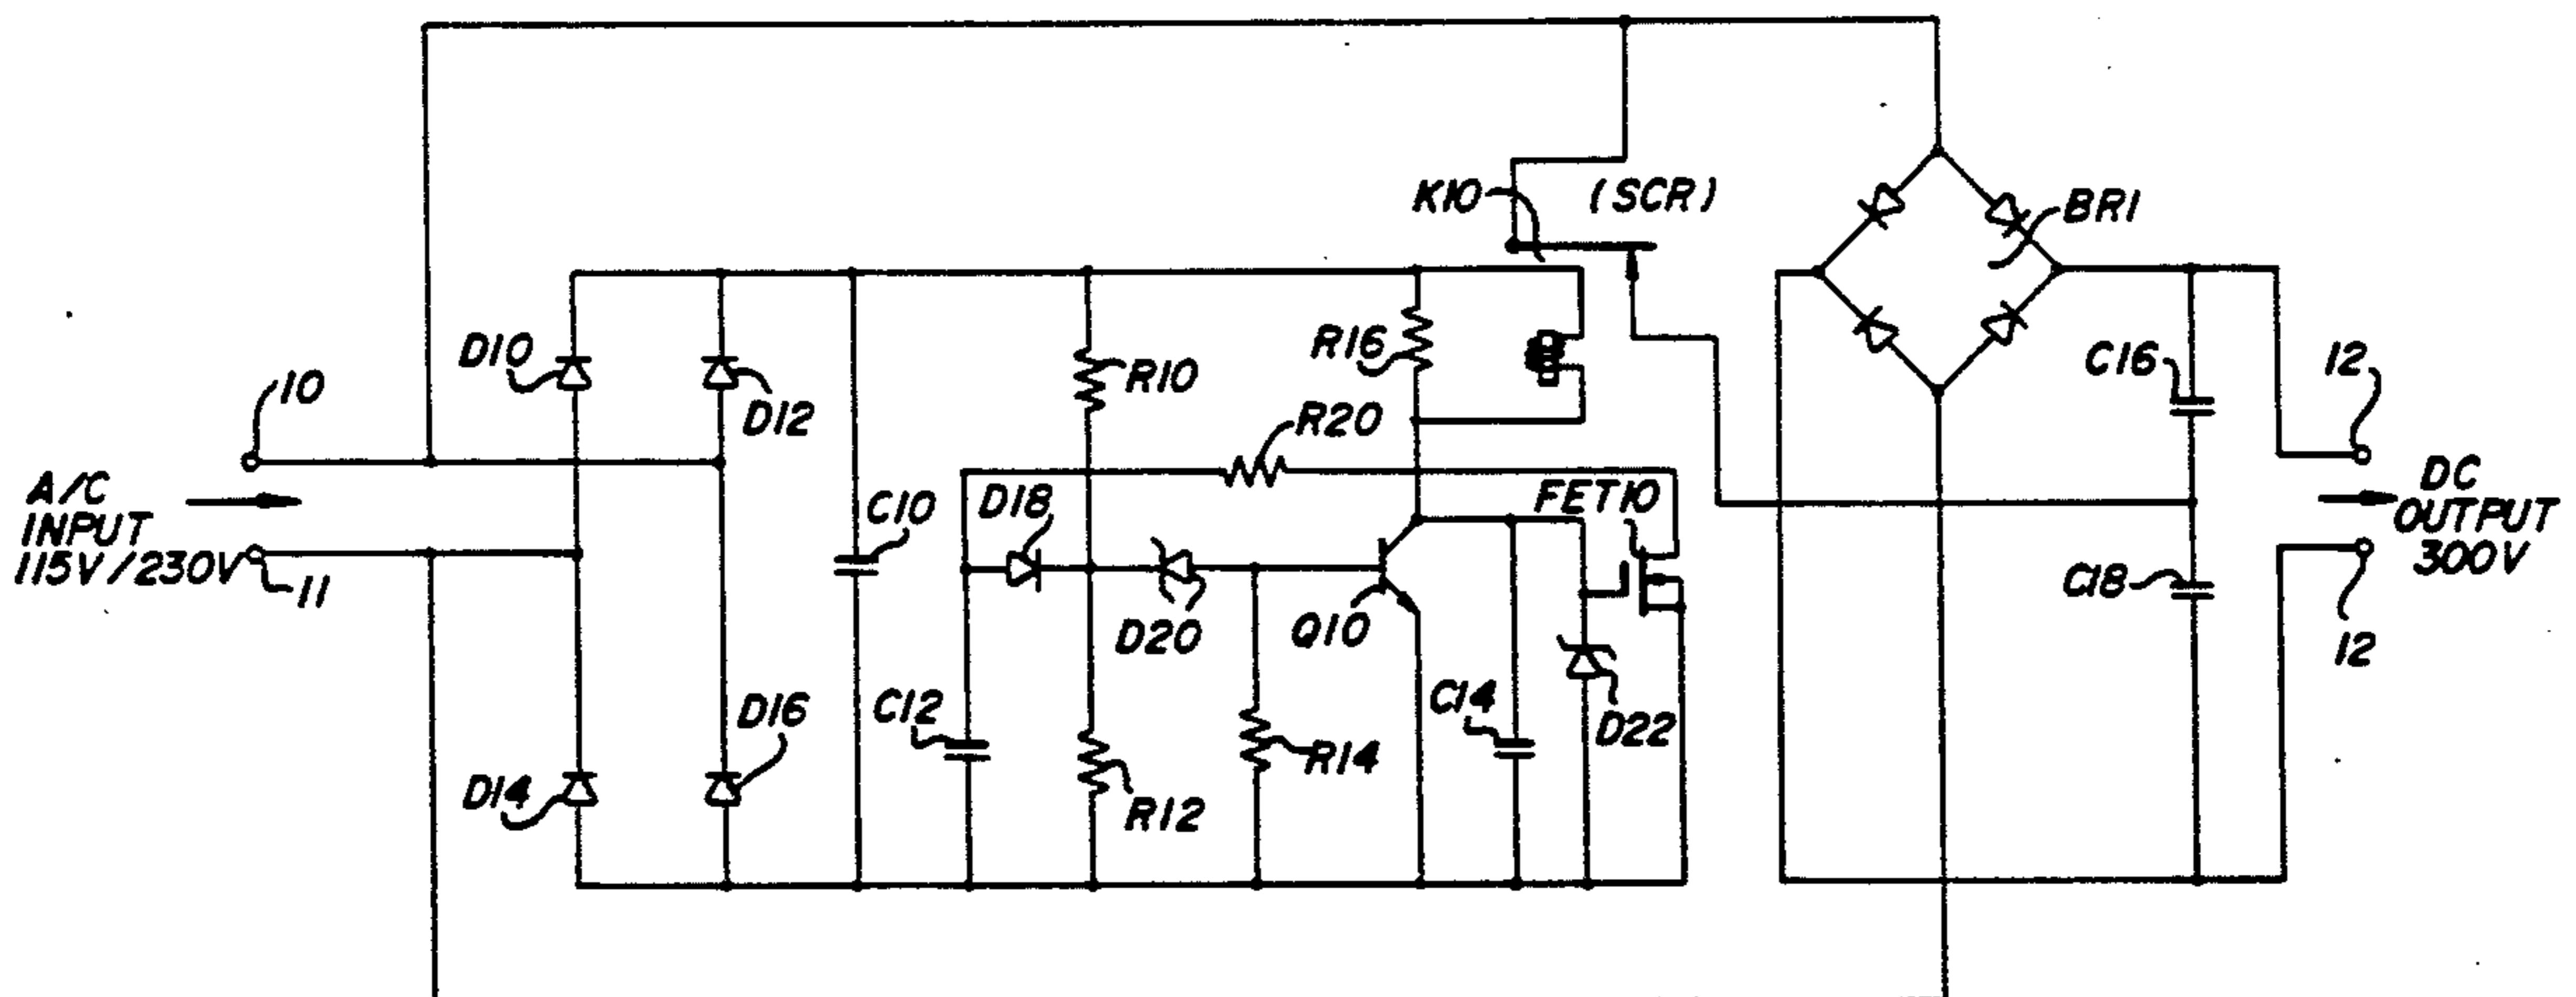 K10
(SCR)
BR1
D10
D12
R10
R16
C16
12
10
R20
A/C
INPUT
115V/230V
11
C10
D18
FET10
DC
OUTPUT
300V
D20
Q10
C18
12
C12
D16
C14
D22
D14
R12
R14